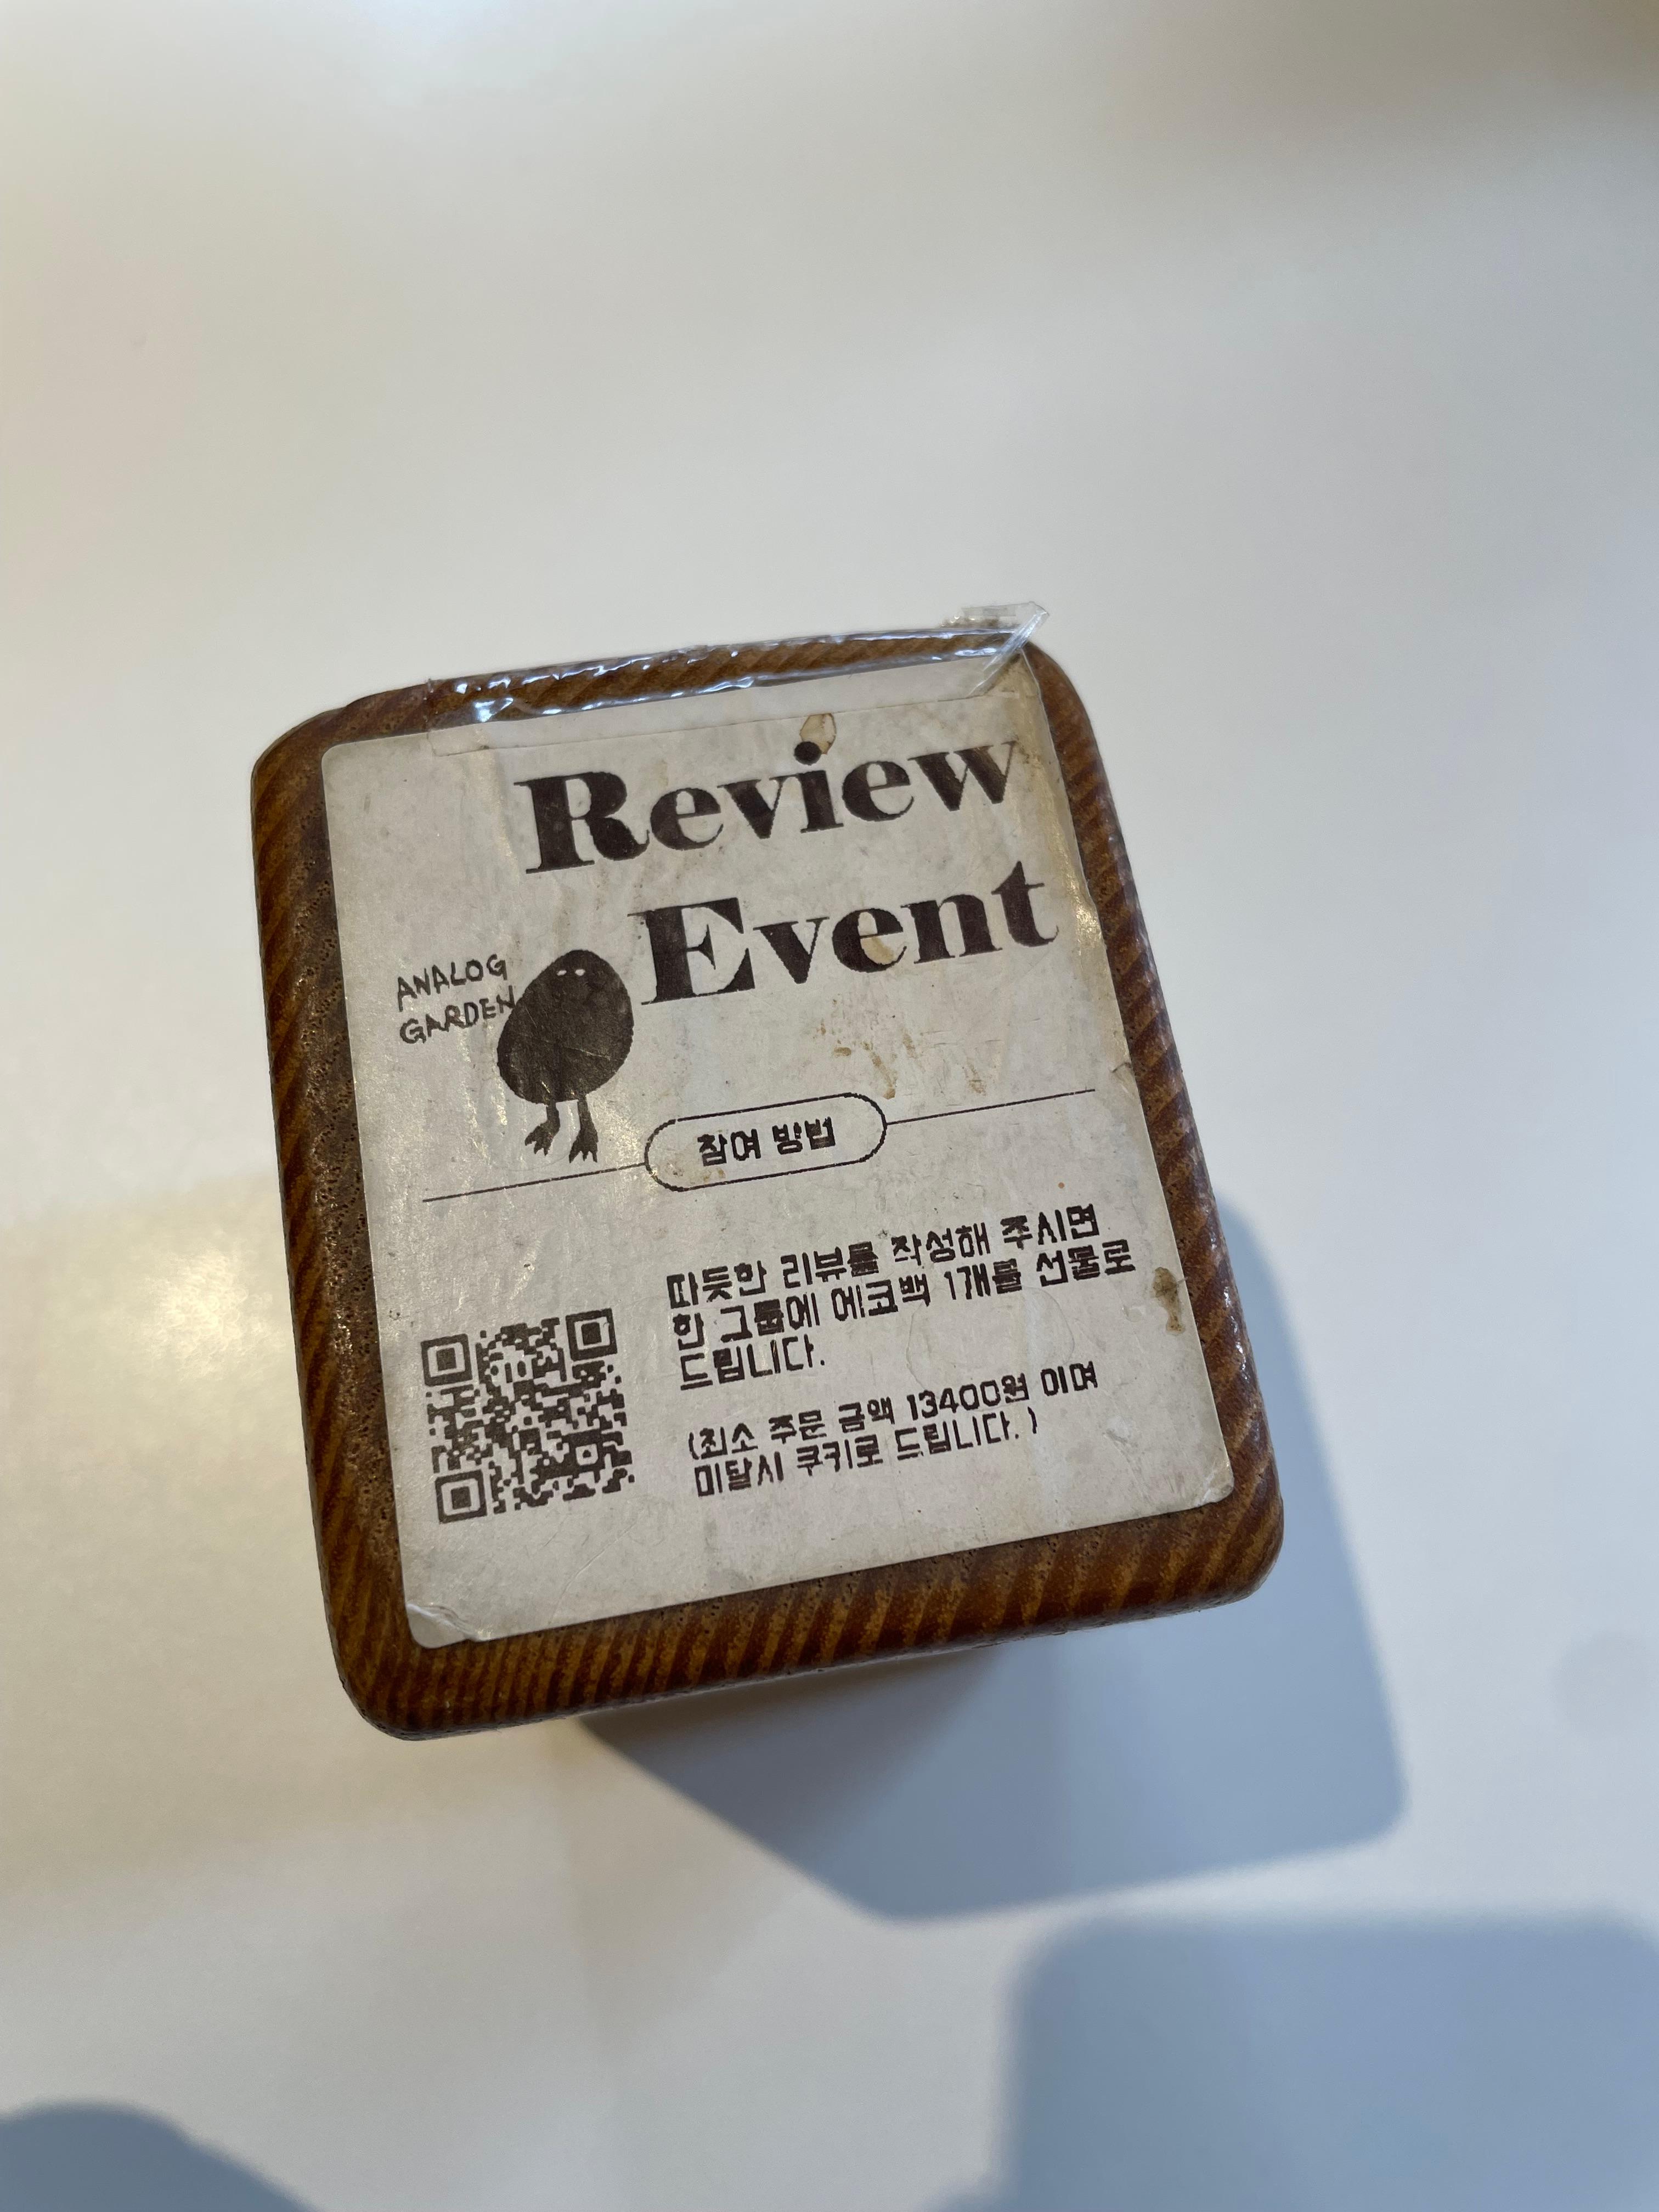 Review
Event
ANALOG
GARDEN
참여 방법
따듯한 리뷰를 작성해 주시면
한 그룹에 에코백 1개를 선물로
드립니다.
(최소 주문 금액 13400원 이며
미달시 쿠키로 드립니다.)